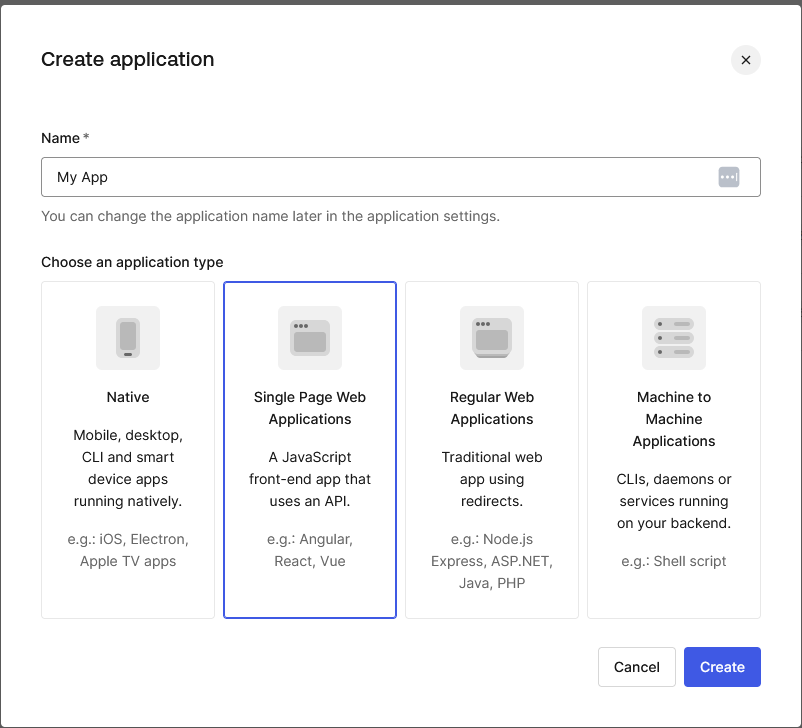 Create application
Name *
My App
You can change the application name later in the application settings.
Choose an application type
Native
Mobile, desktop,
CLI and smart
device apps
running natively.
e.g.: iOS, Electron,
Apple TV apps
Single Page Web
Applications
A JavaScript
front-end app that
uses an API.
e.g.: Angular,
React, Vue
Regular Web
Applications
Traditional web
app using
redirects.
e.g.: Node.js
Express, ASP.NET,
Java, PHP
Machine to
Machine
Applications
CLIs, daemons or
services running
on your backend.
e.g.: Shell script
Cancel
Create